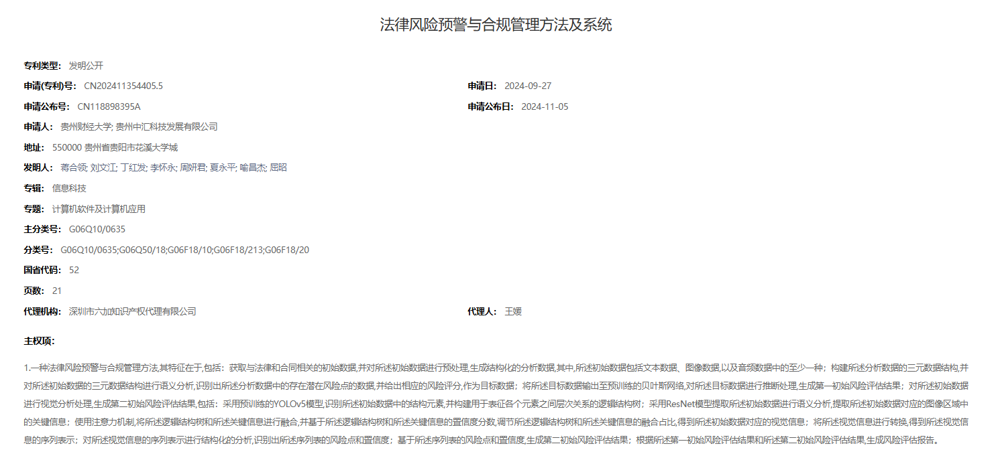 法律风险预警与合规管理方法及系统
专利类型： 发明公开
申请(专利)号： CN202411354405.5 申请日： 2024-09-27
申请公布号： CN118898395A 申请公布日： 2024-11-05
申请人： 贵州财经大学; 贵州中汇科技发展有限公司
地址： 550000 贵州省贵阳市花溪大学城
发明人： 蒋合领; 刘文江; 丁红发; 李怀永; 周妍君; 夏永平; 喻昌杰; 屈昭
专辑： 信息科技
专题： 计算机软件及计算机应用
主分类号： G06Q10/0635
分类号： G06Q10/0635;G06Q50/18;G06F18/10;G06F18/213;G06F18/20
国省代码： 52
页数： 21
代理机构： 深圳市六加知识产权代理有限公司 代理人： 王媛
主权项：
1.一种法律风险预警与合规管理方法,其特征在于,包括：获取与法律和合同相关的初始数据,并对所述初始数据进行预处理,生成结构化的分析数据,其中,所述初始数据包括文本数据、图像数据,以及音频数据中的至少一种；构建所述分析数据的三元数据结构,并
对所述初始数据的三元数据结构进行语义分析,识别出所述分析数据中的存在潜在风险点的数据,并给出相应的风险评分,作为目标数据；将所述目标数据输出至预训练的贝叶斯网络,对所述目标数据进行推断处理,生成第一初始风险评估结果；对所述初始数据
进行视觉分析处理,生成第二初始风险评估结果,包括：采用预训练的YOLOv5模型,识别所述初始数据中的结构元素,并构建用于表征各个元素之间层次关系的逻辑结构树；采用ResNet模型提取所述初始数据进行语义分析,提取所述初始数据对应的图像区域中
的关键信息；使用注意力机制,将所述逻辑结构树和所述关键信息进行融合,并基于所述逻辑结构树和所述关键信息的置信度分数,调节所述逻辑结构树和所述关键信息的融合占比,得到所述初始数据对应的视觉信息；将所述视觉信息进行转换,得到所述视觉信
息的序列表示；对所述视觉信息的序列表示进行结构化的分析,识别出所述序列表的风险点和置信度；基于所述序列表的风险点和置信度,生成第二初始风险评估结果；根据所述第一初始风险评估结果和所述第二初始风险评估结果,生成风险评估报告。